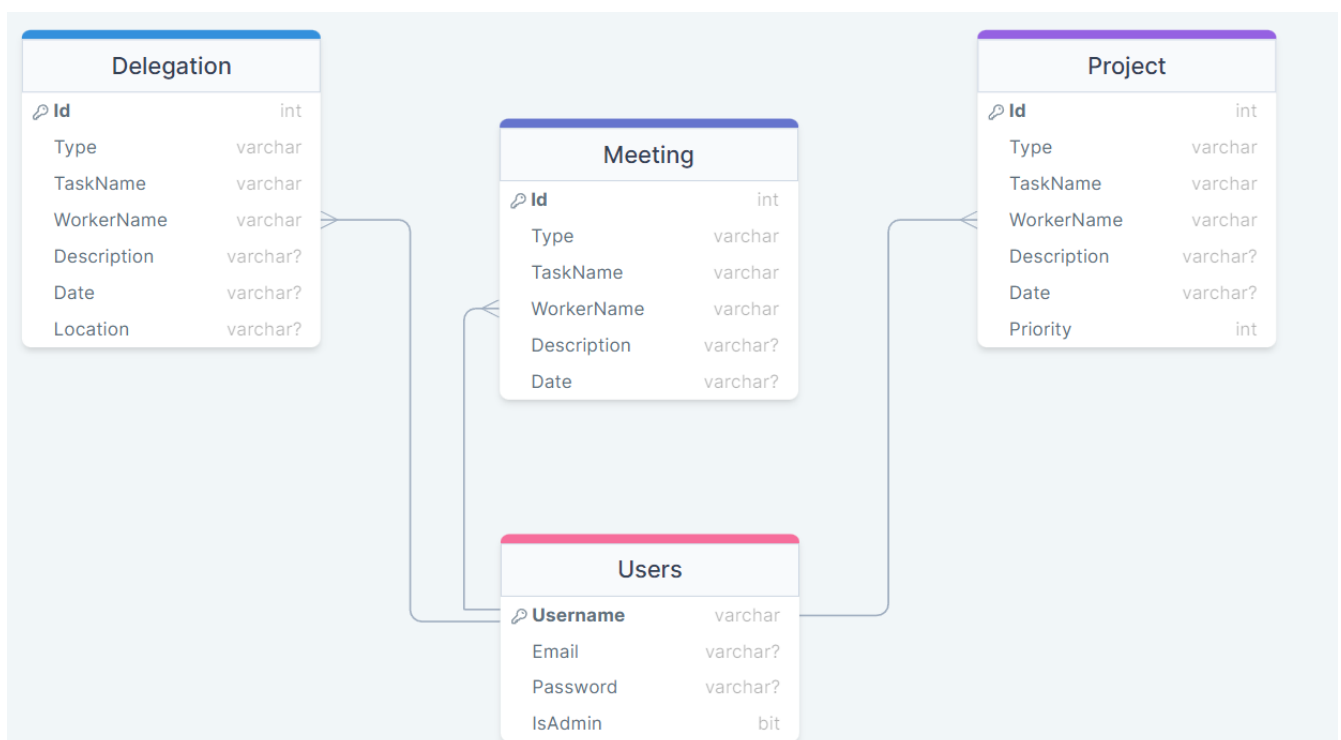 Delegation
Id int
Type varchar
TaskName varchar
WorkerName varchar
Description varchar?
Date varchar?
Location varchar?
Meeting
Id int
Type varchar
TaskName varchar
WorkerName varchar
Description varchar?
Date varchar?
Project
Id int
Type varchar
TaskName varchar
WorkerName varchar
Description varchar?
Date varchar?
Priority int
Users
Username varchar
Email varchar?
Password varchar?
IsAdmin bit